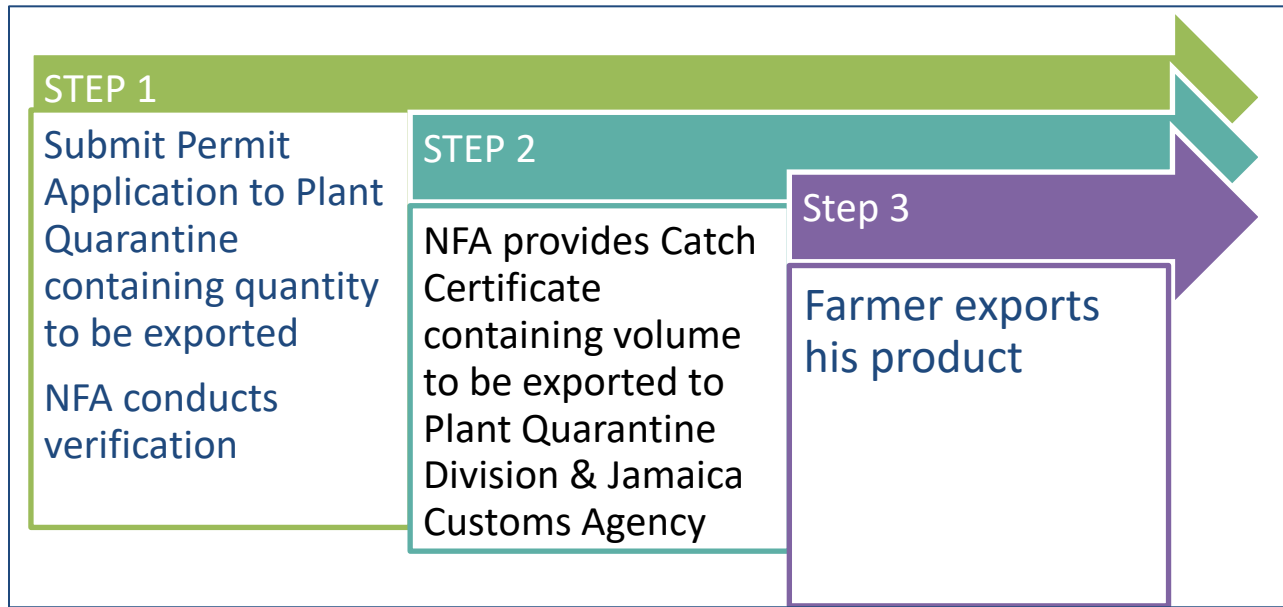 STEP 1
Submit Permit
Application to Plant
Quarantine
containing quantity
to be exported
NFA conducts
verification
STEP 2
NFA provides Catch
Certificate
containing volume
to be exported to
Plant Quarantine
Division & Jamaica
Customs Agency
Step 3
Farmer exports
his product